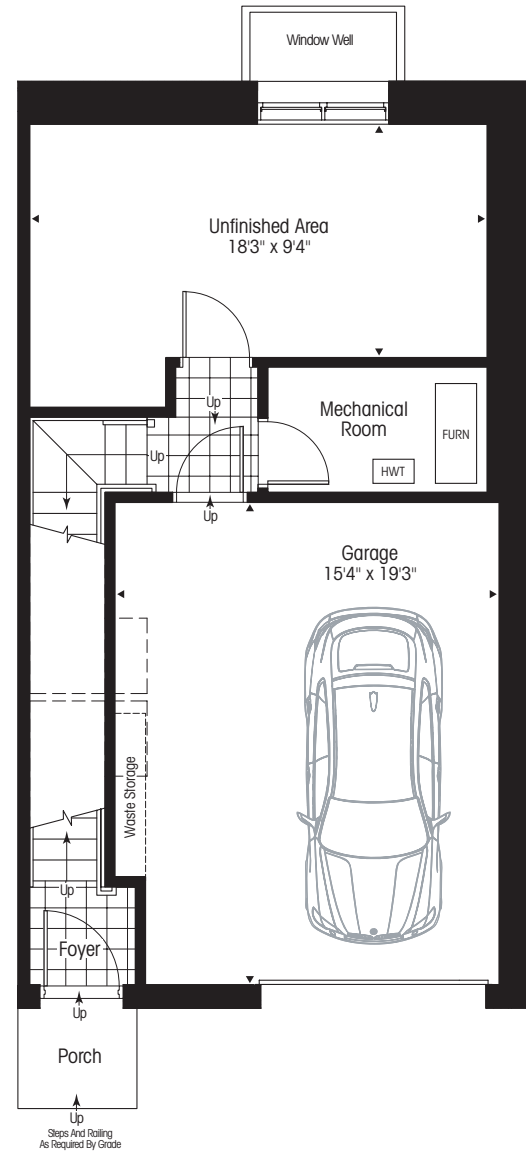 Window Well
Unfinished Area
18'3" x 9'4"
Up
Mechanical
Room
FURN
Up
HWT
Up
Garage
15'4" x 19'3"
Waste Storage
Up
Foyer
Up
Porch
Up
Steps And Railing
As Required By Grade